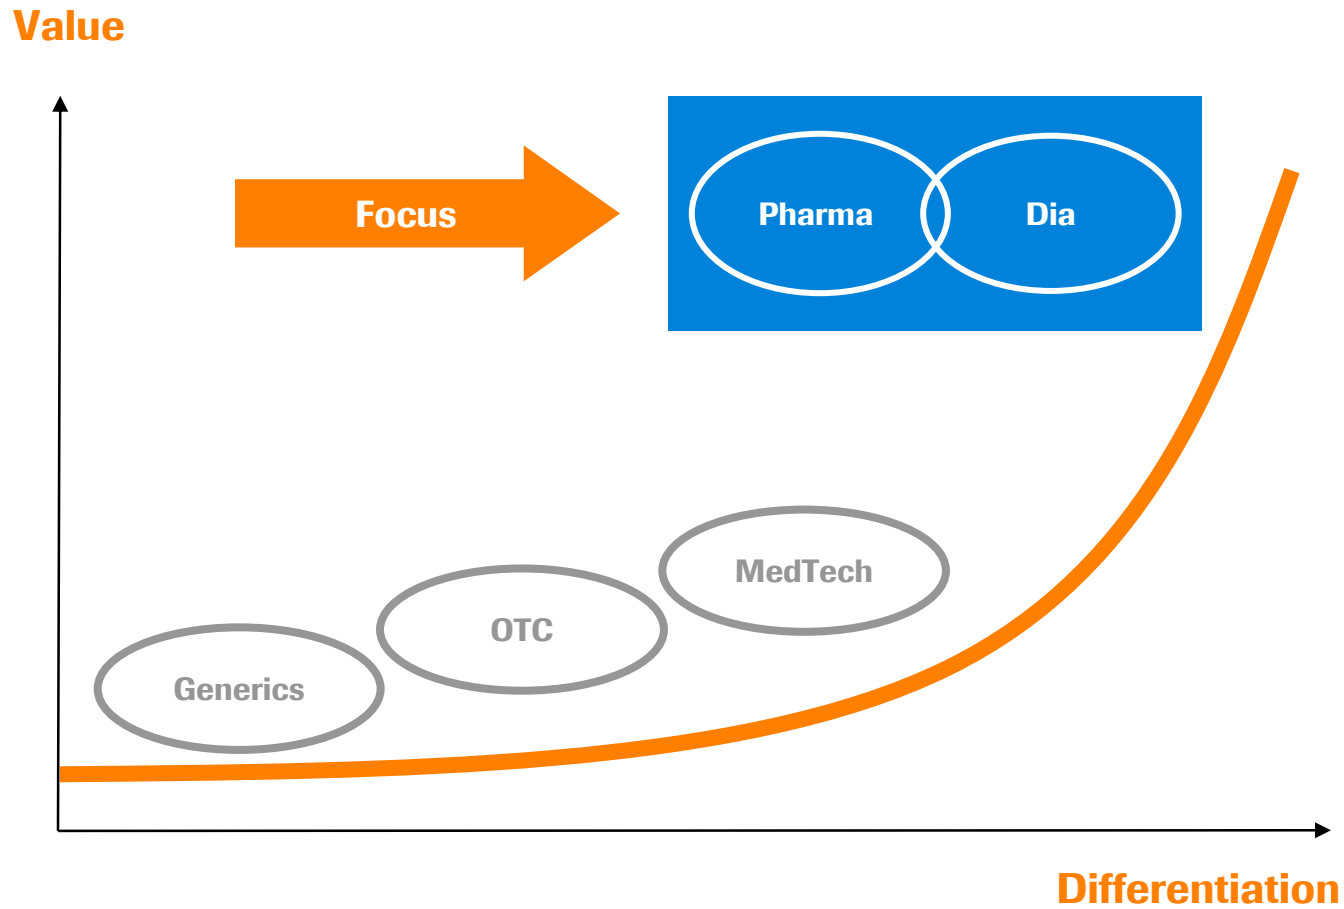 Value
Focus
Pharma
Dia
MedTech
OTC
Generics
Differentiation